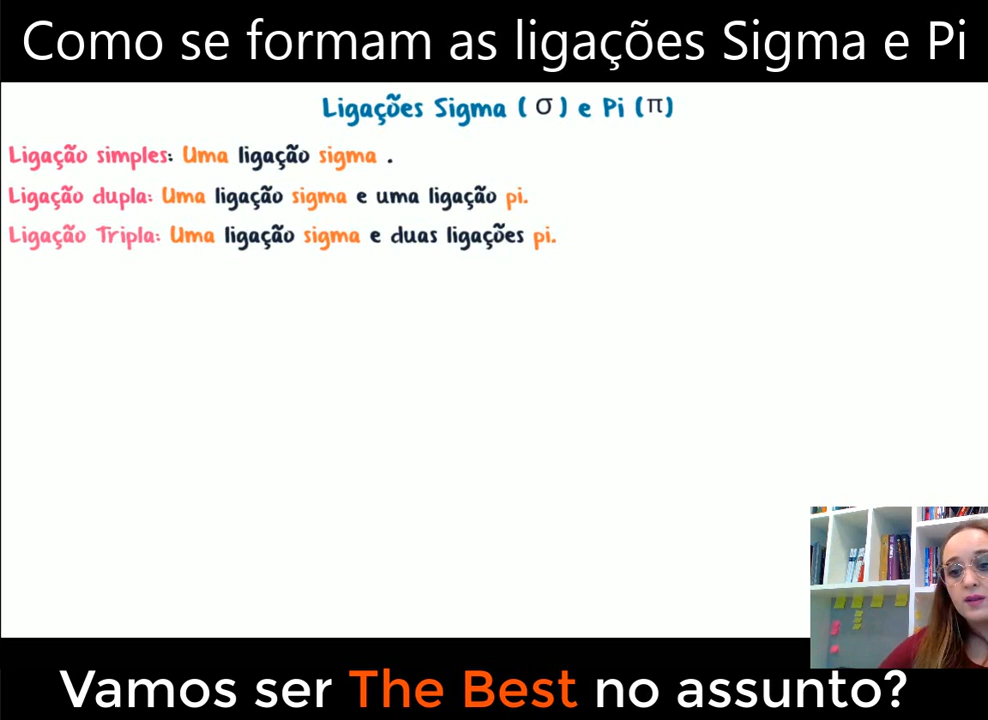 Como se formam as ligações Sigma e Pi
Ligações Sigma ( σ ) e Pi (π)
Ligação simples: Uma ligação sigma .
Ligação dupla: Uma ligação sigma e uma ligação pi.
Ligação Tripla: Uma ligação sigma e duas ligações pi.
Vamos ser The Best no assunto?